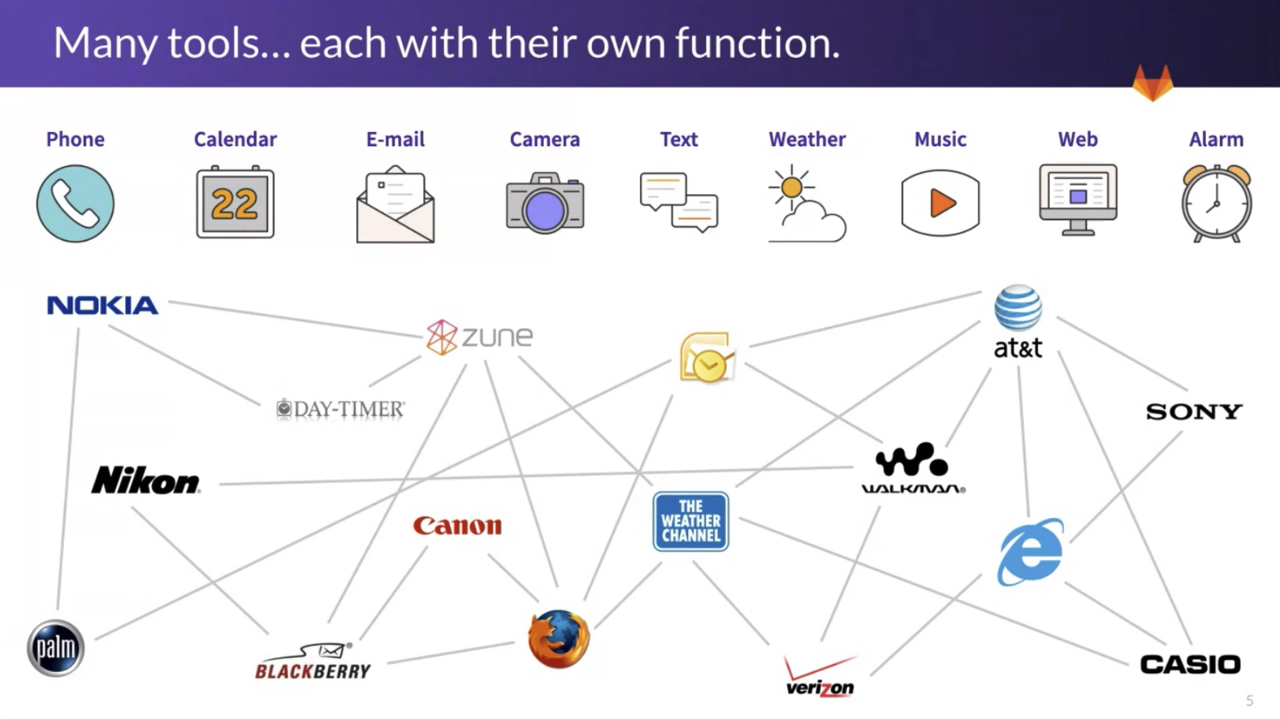 Many tools... each with their own function.
Phone
Calendar
E-mail
Camera
Text
Weather
Music
Web
Alarm
22
NOKIA
zune
at&t
DAY-TIMER®
SONY
Nikon®
WALKMAN®
THE
WEATHER
CHANNEL
Canon
palm
BLACKBERRY®
verizon
CASIO
5